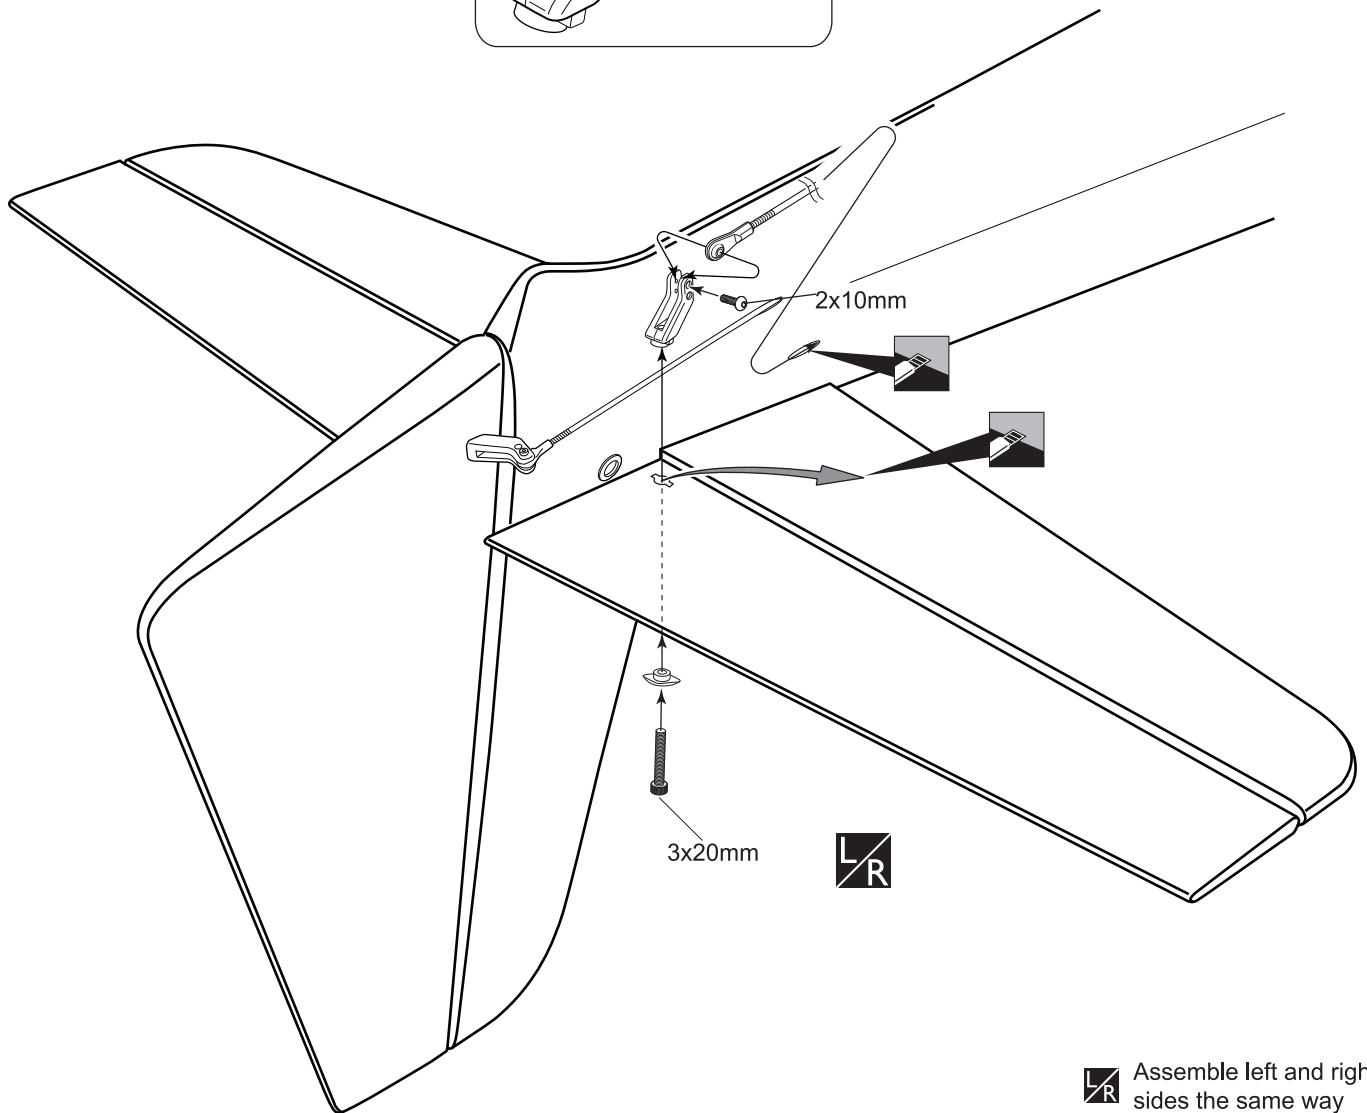 2x10mm
3x20mm
L/R
L/R Assemble left and righ
sides the same way